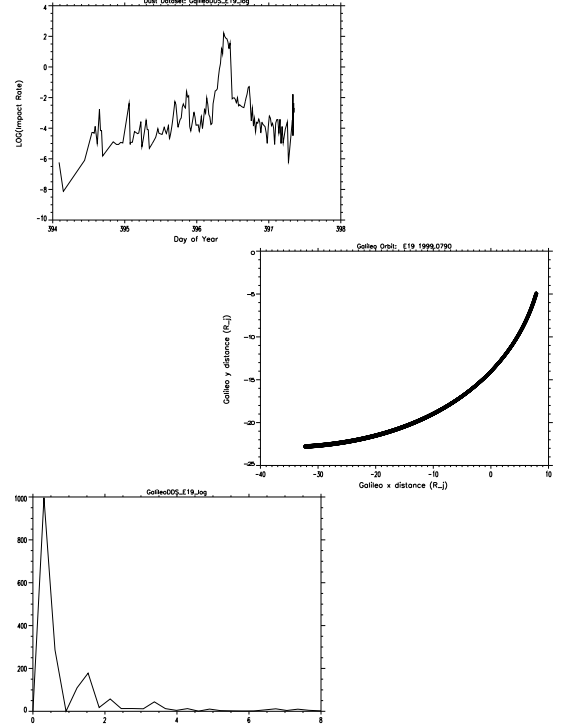 Dust Dataset: GalileoDDS_E19_log
4
2
0
-2
-4
-6
-8
-10
LOG(Impact Rate)
394 395 396 397 398
Day of Year
Galileo Orbit: E19 1999.0790
0
-5
-10
-15
-20
-25
Galileo y distance (R_j)
-40 -30 -20 -10 0 10
Galileo x distance (R_j)
GalileoDDS_E19_log
1000
800
600
400
200
0
0 2 4 6 8